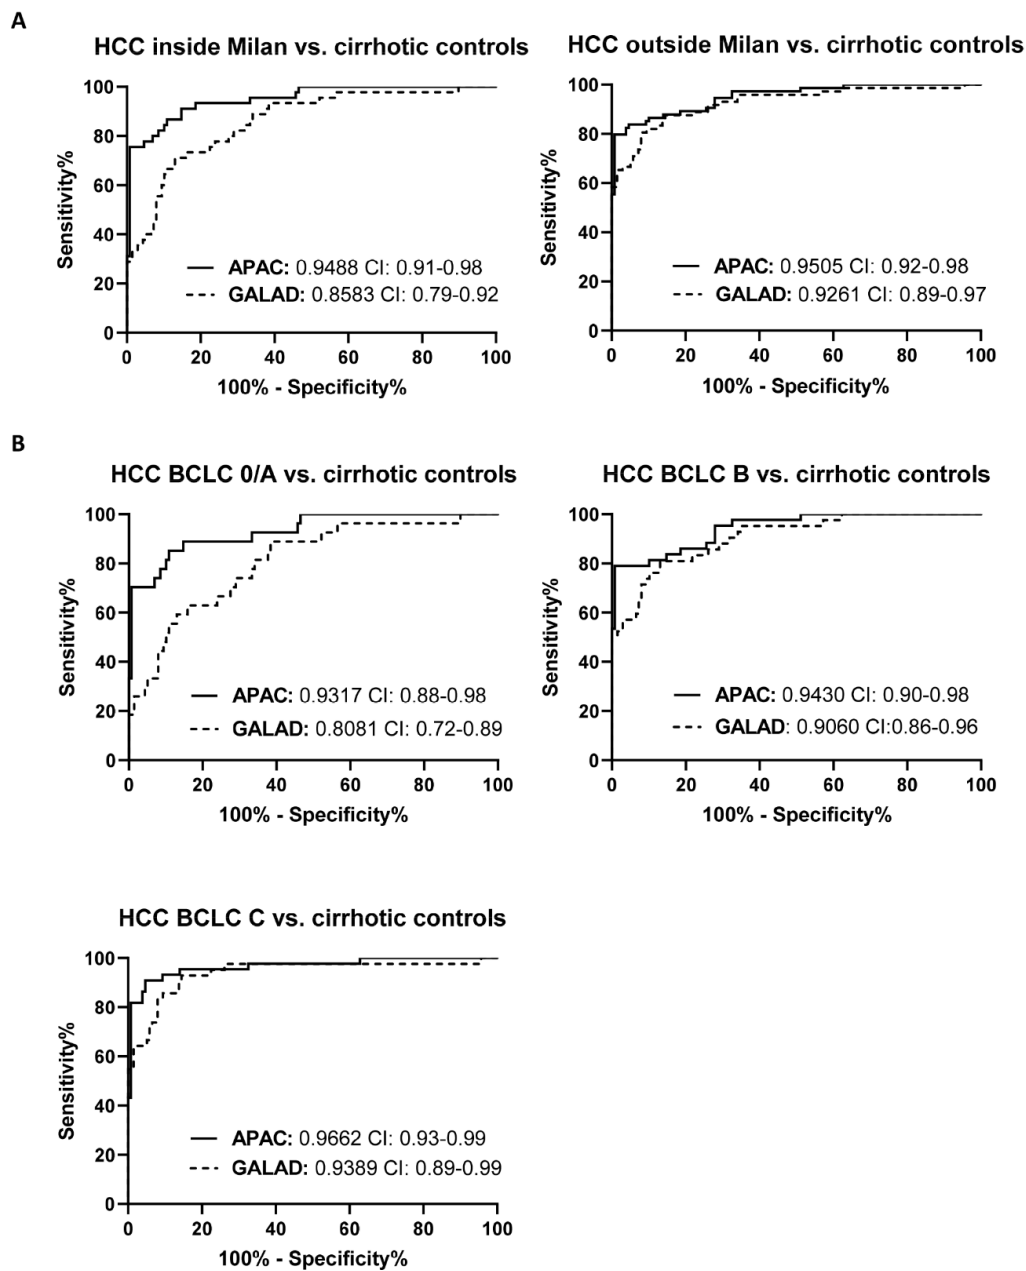 A
HCC inside Milan vs. cirrhotic controls
100
80
60
40
20
0
Sensitivity%
APAC: 0.9488 CI: 0.91-0.98
GALAD: 0.8583 CI: 0.79-0.92
0 20 40 60 80 100
100% - Specificity%
HCC outside Milan vs. cirrhotic controls
100
80
60
40
20
0
Sensitivity%
APAC: 0.9505 CI: 0.92-0.98
GALAD: 0.9261 CI: 0.89-0.97
0 20 40 60 80 100
100% - Specificity%
B
HCC BCLC 0/A vs. cirrhotic controls
100
80
60
40
20
0
Sensitivity%
APAC: 0.9317 CI: 0.88-0.98
GALAD: 0.8081 CI: 0.72-0.89
0 20 40 60 80 100
100% - Specificity%
HCC BCLC B vs. cirrhotic controls
100
80
60
40
20
0
Sensitivity%
APAC: 0.9430 CI: 0.90-0.98
GALAD: 0.9060 CI:0.86-0.96
0 20 40 60 80 100
100% - Specificity%
HCC BCLC C vs. cirrhotic controls
100
80
60
40
20
0
Sensitivity%
APAC: 0.9662 CI: 0.93-0.99
GALAD: 0.9389 CI: 0.89-0.99
0 20 40 60 80 100
100% - Specificity%